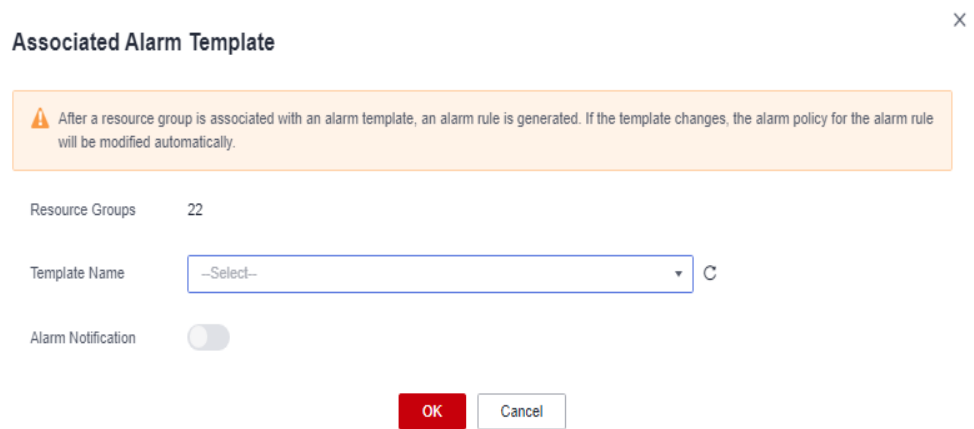 Associated Alarm Template
After a resource group is associated with an alarm template, an alarm rule is generated. If the template changes, the alarm policy for the alarm rule
will be modified automatically.
Resource Groups 22
Template Name --Select--
Alarm Notification
OK Cancel